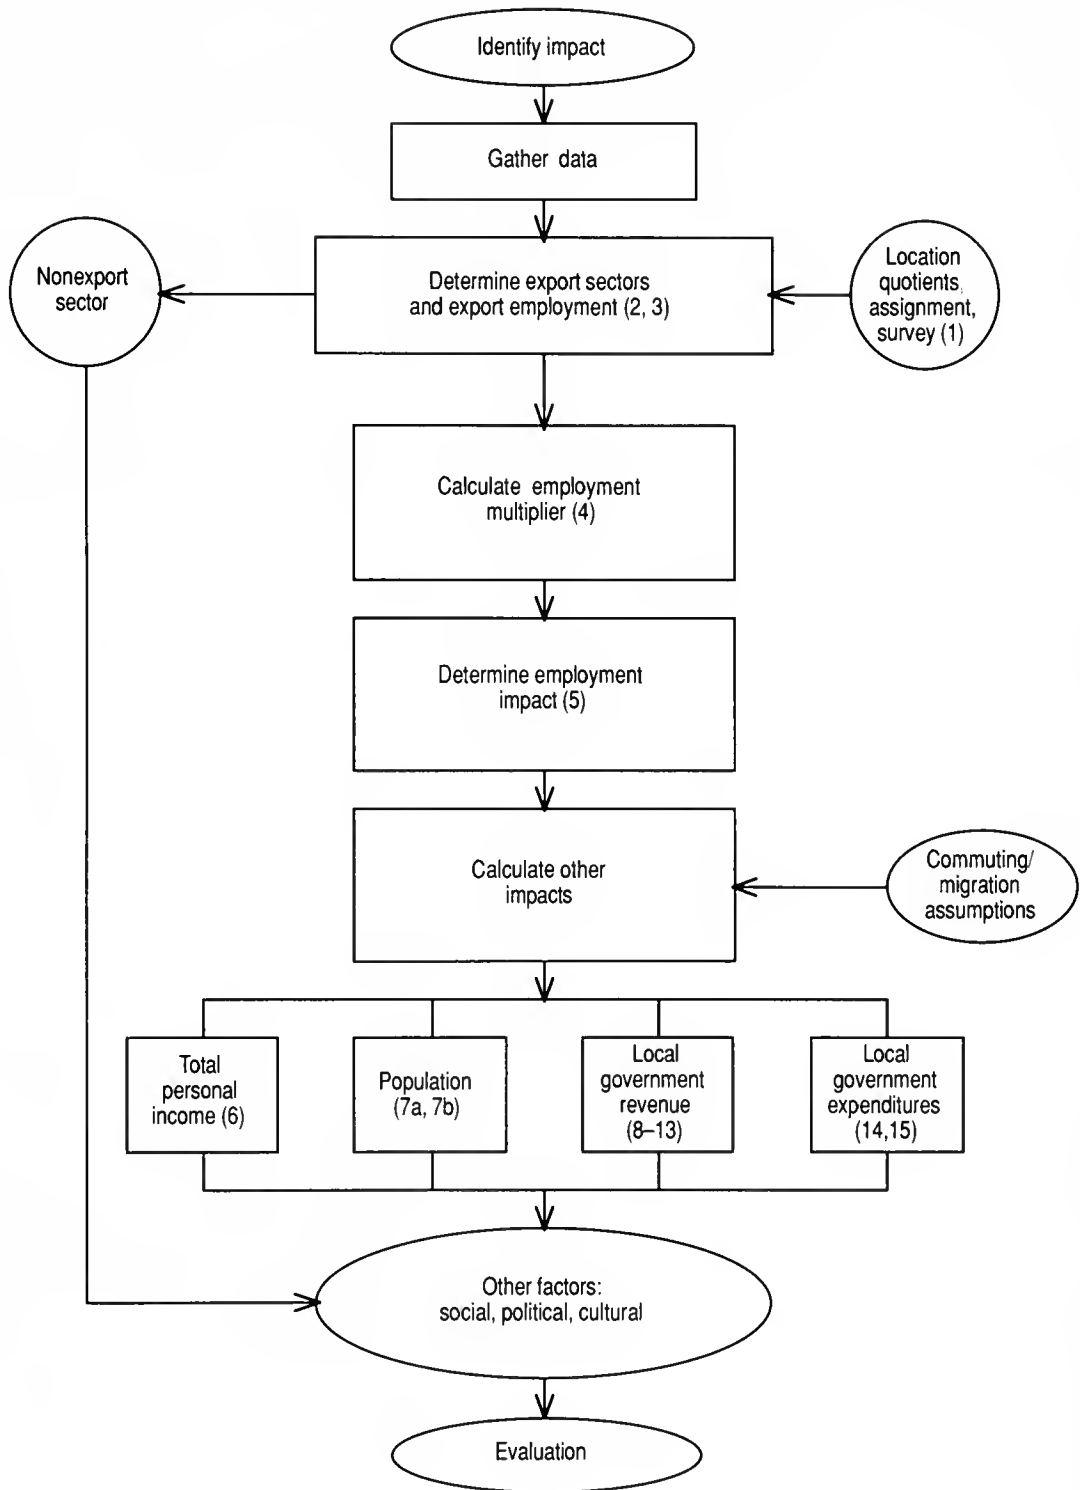 Identify impact
Gather data
Nonexport
sector
Determine export sectors
and export employment (2, 3)
Location
quotients,
assignment,
survey (1)
Calculate employment
multiplier (4)
Determine employment
impact (5)
Calculate other
impacts
Commuting/
migration
assumptions
Total
personal
income (6)
Population
(7a, 7b)
Local
government
revenue
(8–13)
Local
government
expenditures
(14,15)
Other factors:
social, political, cultural
Evaluation